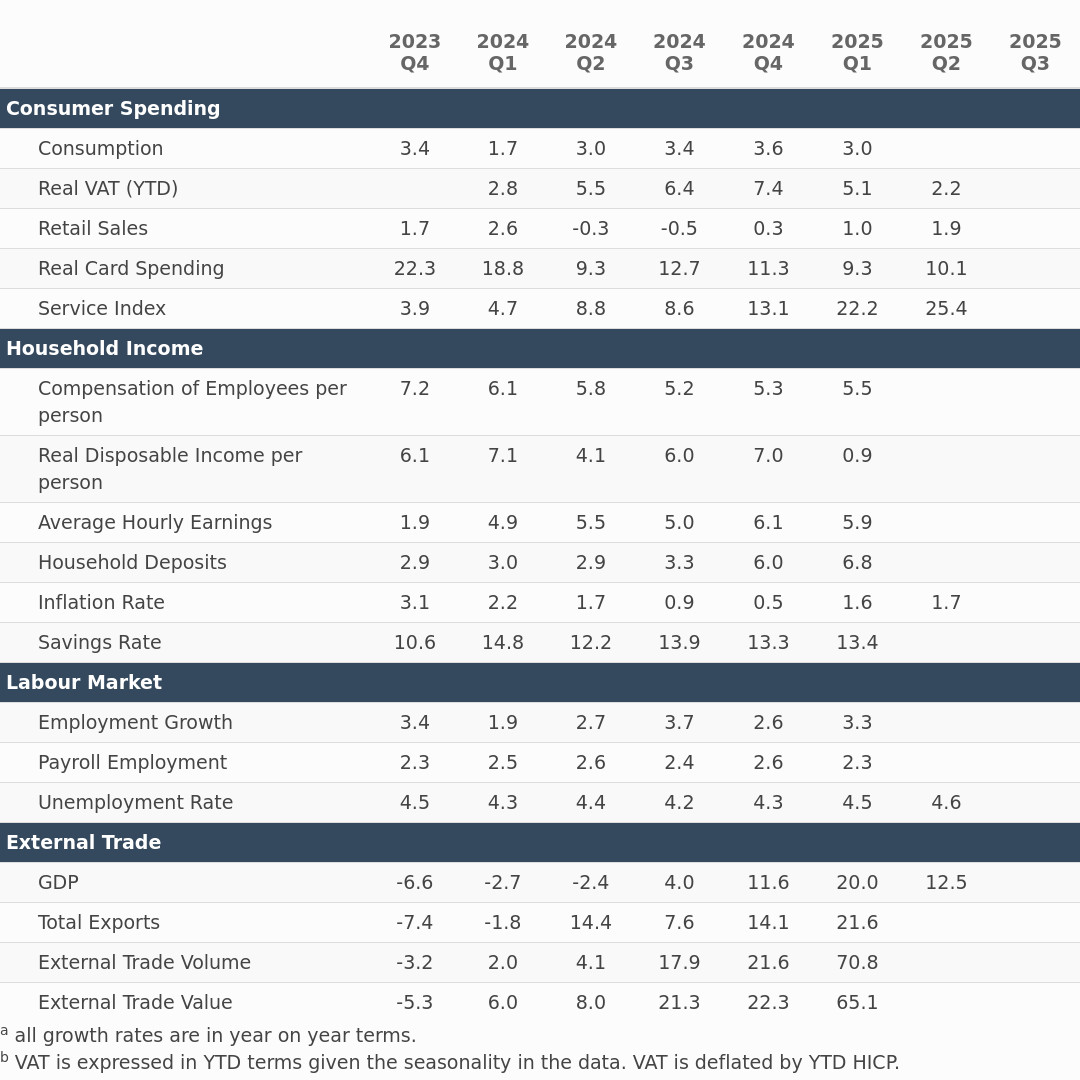 2023 Q4 2024 Q1 2024 Q2 2024 Q3 2024 Q4 2025 Q1 2025 Q2 2025 Q3
Consumer Spending
Consumption 3.4 1.7 3.0 3.4 3.6 3.0
Real VAT (YTD) 2.8 5.5 6.4 7.4 5.1 2.2
Retail Sales 1.7 2.6 -0.3 -0.5 0.3 1.0 1.9
Real Card Spending 22.3 18.8 9.3 12.7 11.3 9.3 10.1
Service Index 3.9 4.7 8.8 8.6 13.1 22.2 25.4
Household Income
Compensation of Employees per 7.2 6.1 5.8 5.2 5.3 5.5
person
Real Disposable Income per 6.1 7.1 4.1 6.0 7.0 0.9
person
Average Hourly Earnings 1.9 4.9 5.5 5.0 6.1 5.9
Household Deposits 2.9 3.0 2.9 3.3 6.0 6.8
Inflation Rate 3.1 2.2 1.7 0.9 0.5 1.6 1.7
Savings Rate 10.6 14.8 12.2 13.9 13.3 13.4
Labour Market
Employment Growth 3.4 1.9 2.7 3.7 2.6 3.3
Payroll Employment 2.3 2.5 2.6 2.4 2.6 2.3
Unemployment Rate 4.5 4.3 4.4 4.2 4.3 4.5 4.6
External Trade
GDP -6.6 -2.7 -2.4 4.0 11.6 20.0 12.5
Total Exports -7.4 -1.8 14.4 7.6 14.1 21.6
External Trade Volume -3.2 2.0 4.1 17.9 21.6 70.8
External Trade Value -5.3 6.0 8.0 21.3 22.3 65.1
a all growth rates are in year on year terms.
b VAT is expressed in YTD terms given the seasonality in the data. VAT is deflated by YTD HICP.